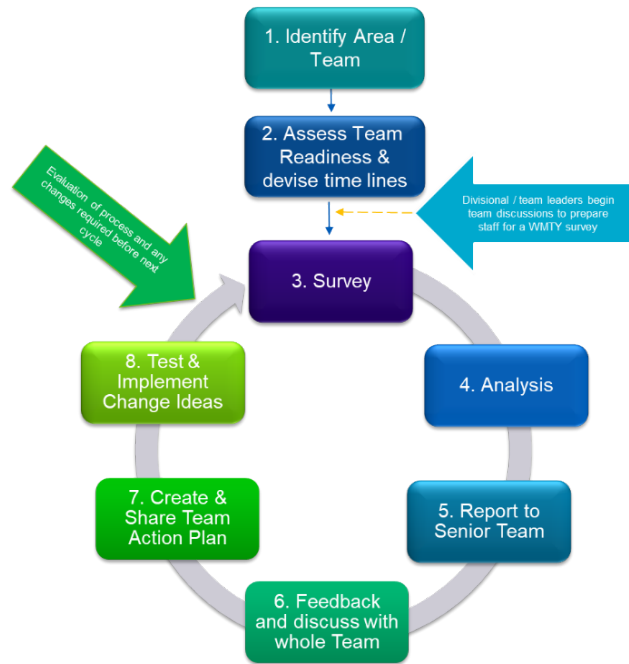 1. Identify Area /
Team
2. Assess Team
Readiness &
devise time lines
Evaluation of process and any
changes required before next
cycle
Divisional / team leaders begin
team discussions to prepare
staff for a WMTY survey
3. Survey
8. Test &
Implement
Change Ideas
4. Analysis
7. Create &
Share Team
Action Plan
5. Report to
Senior Team
6. Feedback
and discuss with
whole Team